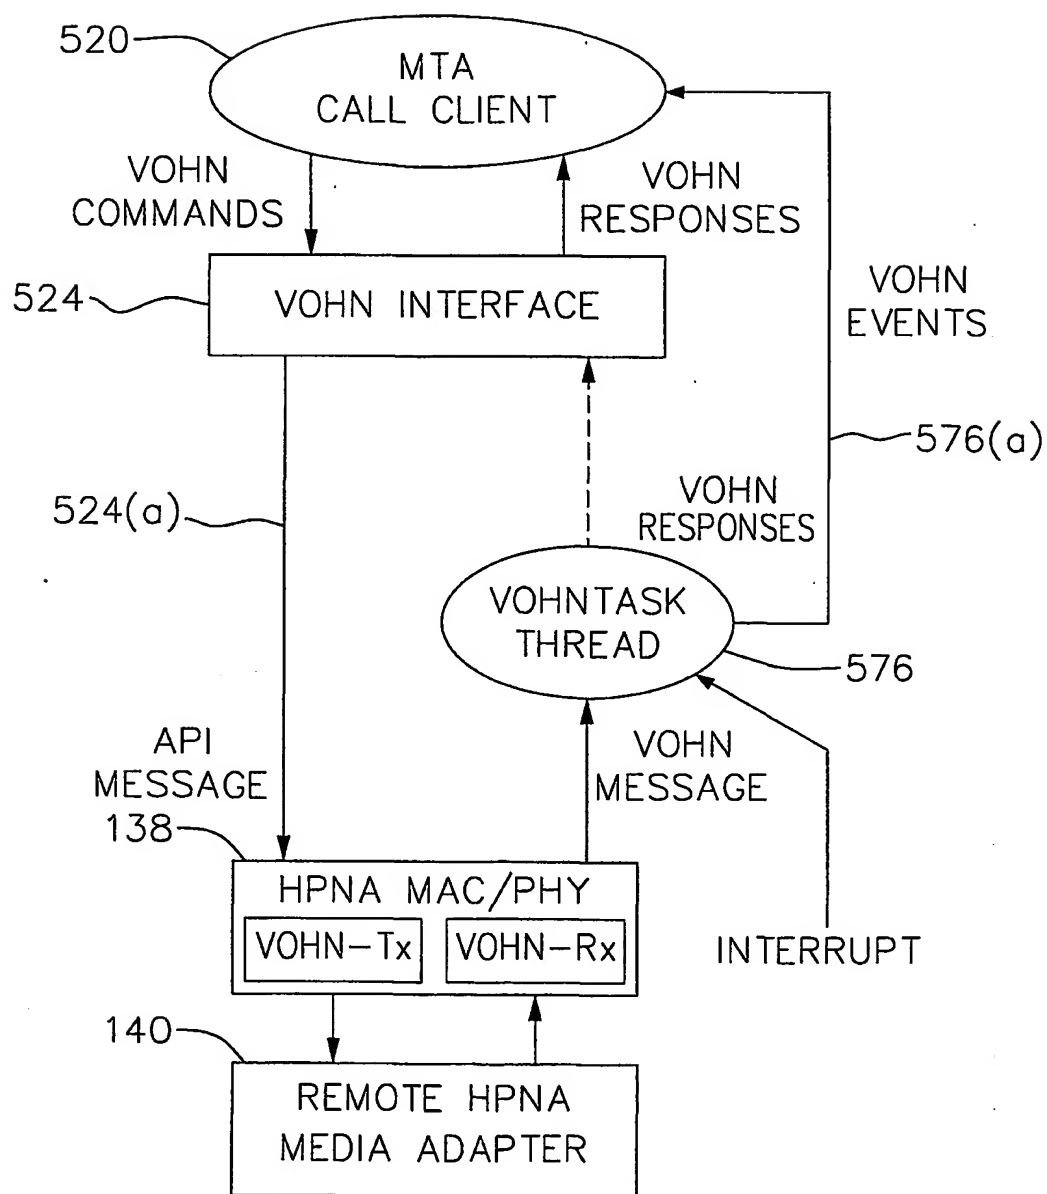 520
MTA
CALL CLIENT
VOHN
COMMANDS
VOHN
RESPONSES
524
VOHN INTERFACE
VOHN
EVENTS
576(a)
524(a)
VOHN
RESPONSES
VOHNTASK
THREAD
576
API
MESSAGE
VOHN
MESSAGE
138
HPNA MAC/PHY
VOHN-Tx
VOHN-Rx
INTERRUPT
140
REMOTE HPNA
MEDIA ADAPTER